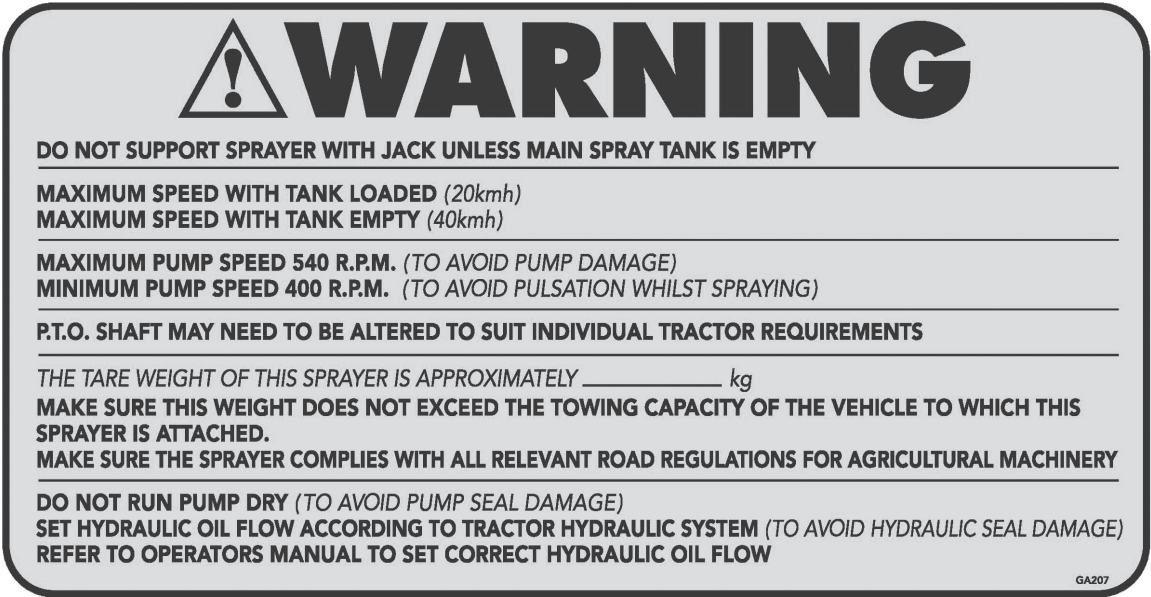 WARNING
DO NOT SUPPORT SPRAYER WITH JACK UNLESS MAIN SPRAY TANK IS EMPTY
MAXIMUM SPEED WITH TANK LOADED (20kmh)
MAXIMUM SPEED WITH TANK EMPTY (40kmh)
MAXIMUM PUMP SPEED 540 R.P.M. (TO AVOID PUMP DAMAGE)
MINIMUM PUMP SPEED 400 R.P.M. (TO AVOID PULSATION WHILST SPRAYING)
P.T.O. SHAFT MAY NEED TO BE ALTERED TO SUIT INDIVIDUAL TRACTOR REQUIREMENTS
THE TARE WEIGHT OF THIS SPRAYER IS APPROXIMATELY ____________ kg
MAKE SURE THIS WEIGHT DOES NOT EXCEED THE TOWING CAPACITY OF THE VEHICLE TO WHICH THIS
SPRAYER IS ATTACHED.
MAKE SURE THE SPRAYER COMPLIES WITH ALL RELEVANT ROAD REGULATIONS FOR AGRICULTURAL MACHINERY
DO NOT RUN PUMP DRY (TO AVOID PUMP SEAL DAMAGE)
SET HYDRAULIC OIL FLOW ACCORDING TO TRACTOR HYDRAULIC SYSTEM (TO AVOID HYDRAULIC SEAL DAMAGE)
REFER TO OPERATORS MANUAL TO SET CORRECT HYDRAULIC OIL FLOW
GA207